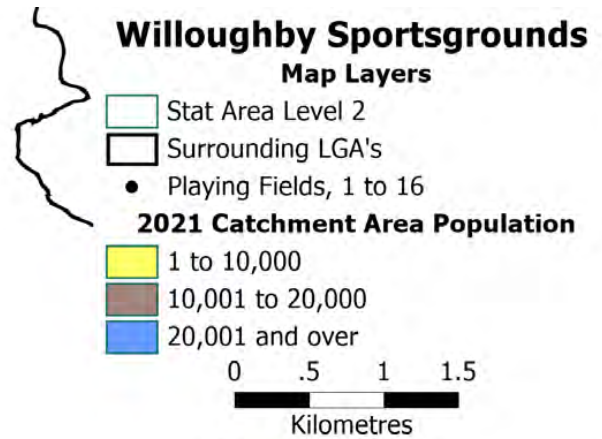 Willoughby Sportsgrounds
Map Layers
Stat Area Level 2
Surrounding LGA's
Playing Fields, 1 to 16
2021 Catchment Area Population
1 to 10,000
10,001 to 20,000
20,001 and over
0 .5 1 1.5
Kilometres